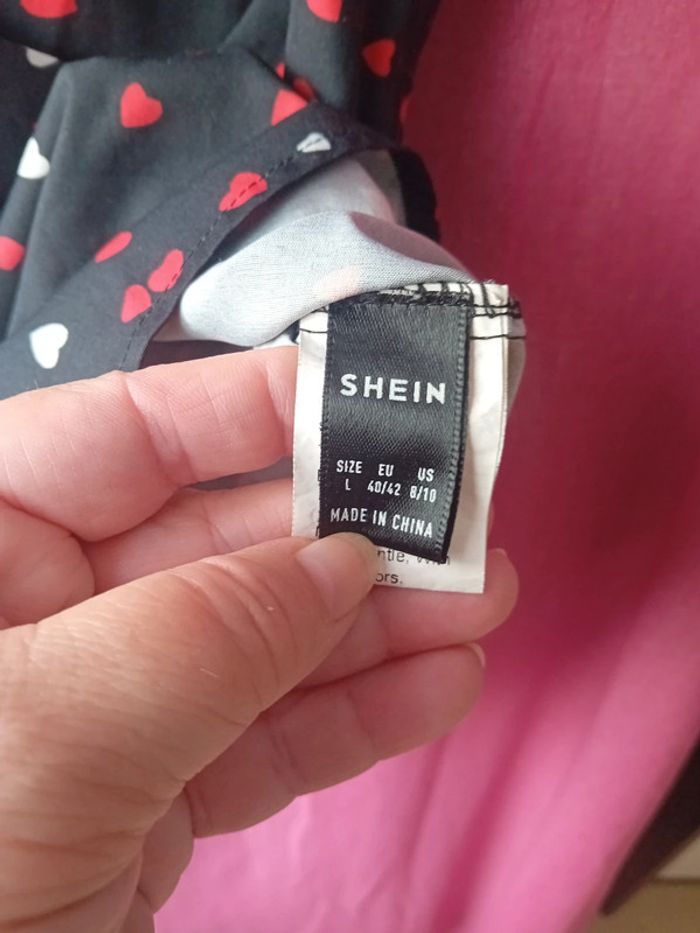 SHEIN
SIZE EU US
L 40/42 8/10
MADE IN CHINA